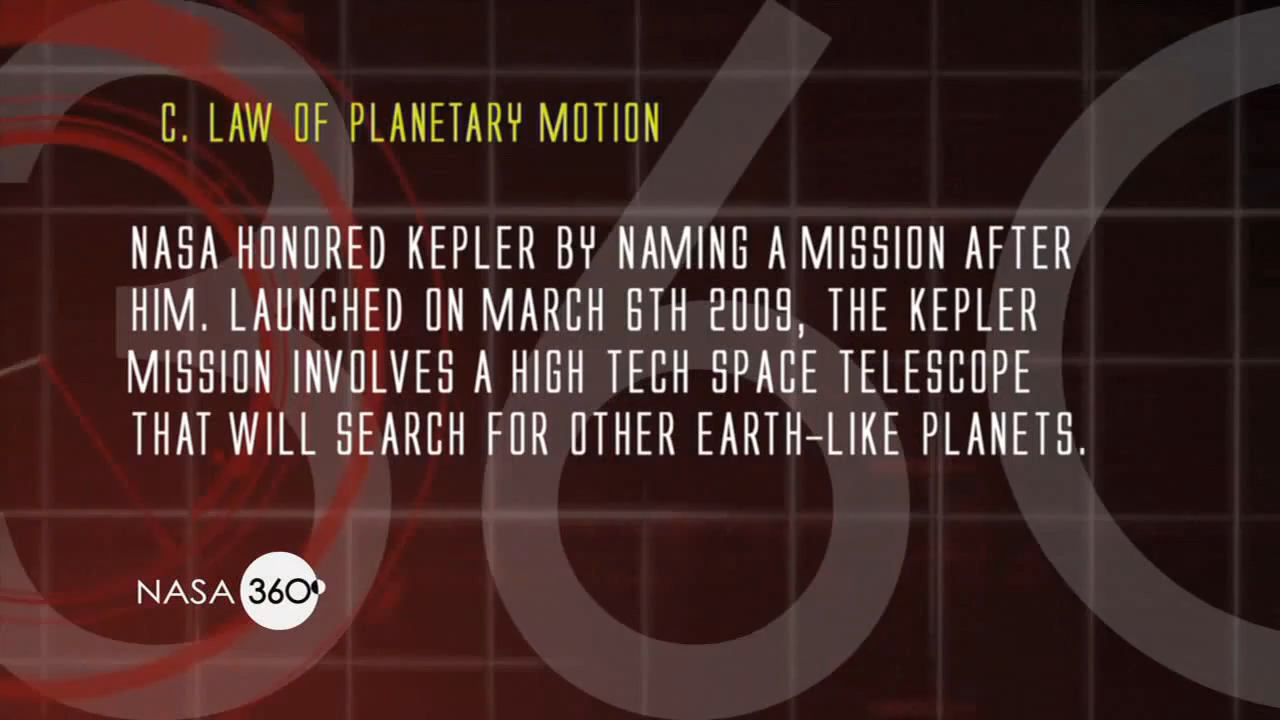 C. LAW OF PLANETARY MOTION
NASA HONORED KEPLER BY NAMING A MISSION AFTER
HIM. LAUNCHED ON MARCH 6TH 2009, THE KEPLER
MISSION INVOLVES A HIGH TECH SPACE TELESCOPE
THAT WILL SEARCH FOR OTHER EARTH-LIKE PLANETS.
NASA 360°